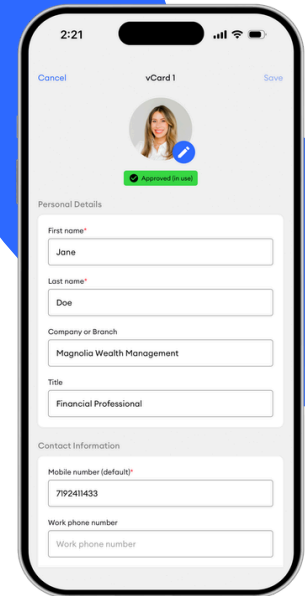 2:21
Cancel
vCard 1
Save
Approved (in use)
Personal Details
First name*
Jane
Last name*
Doe
Company or Branch
Magnolia Wealth Management
Title
Financial Professional
Contact Information
Mobile number (default)*
7192411433
Work phone number
Work phone number